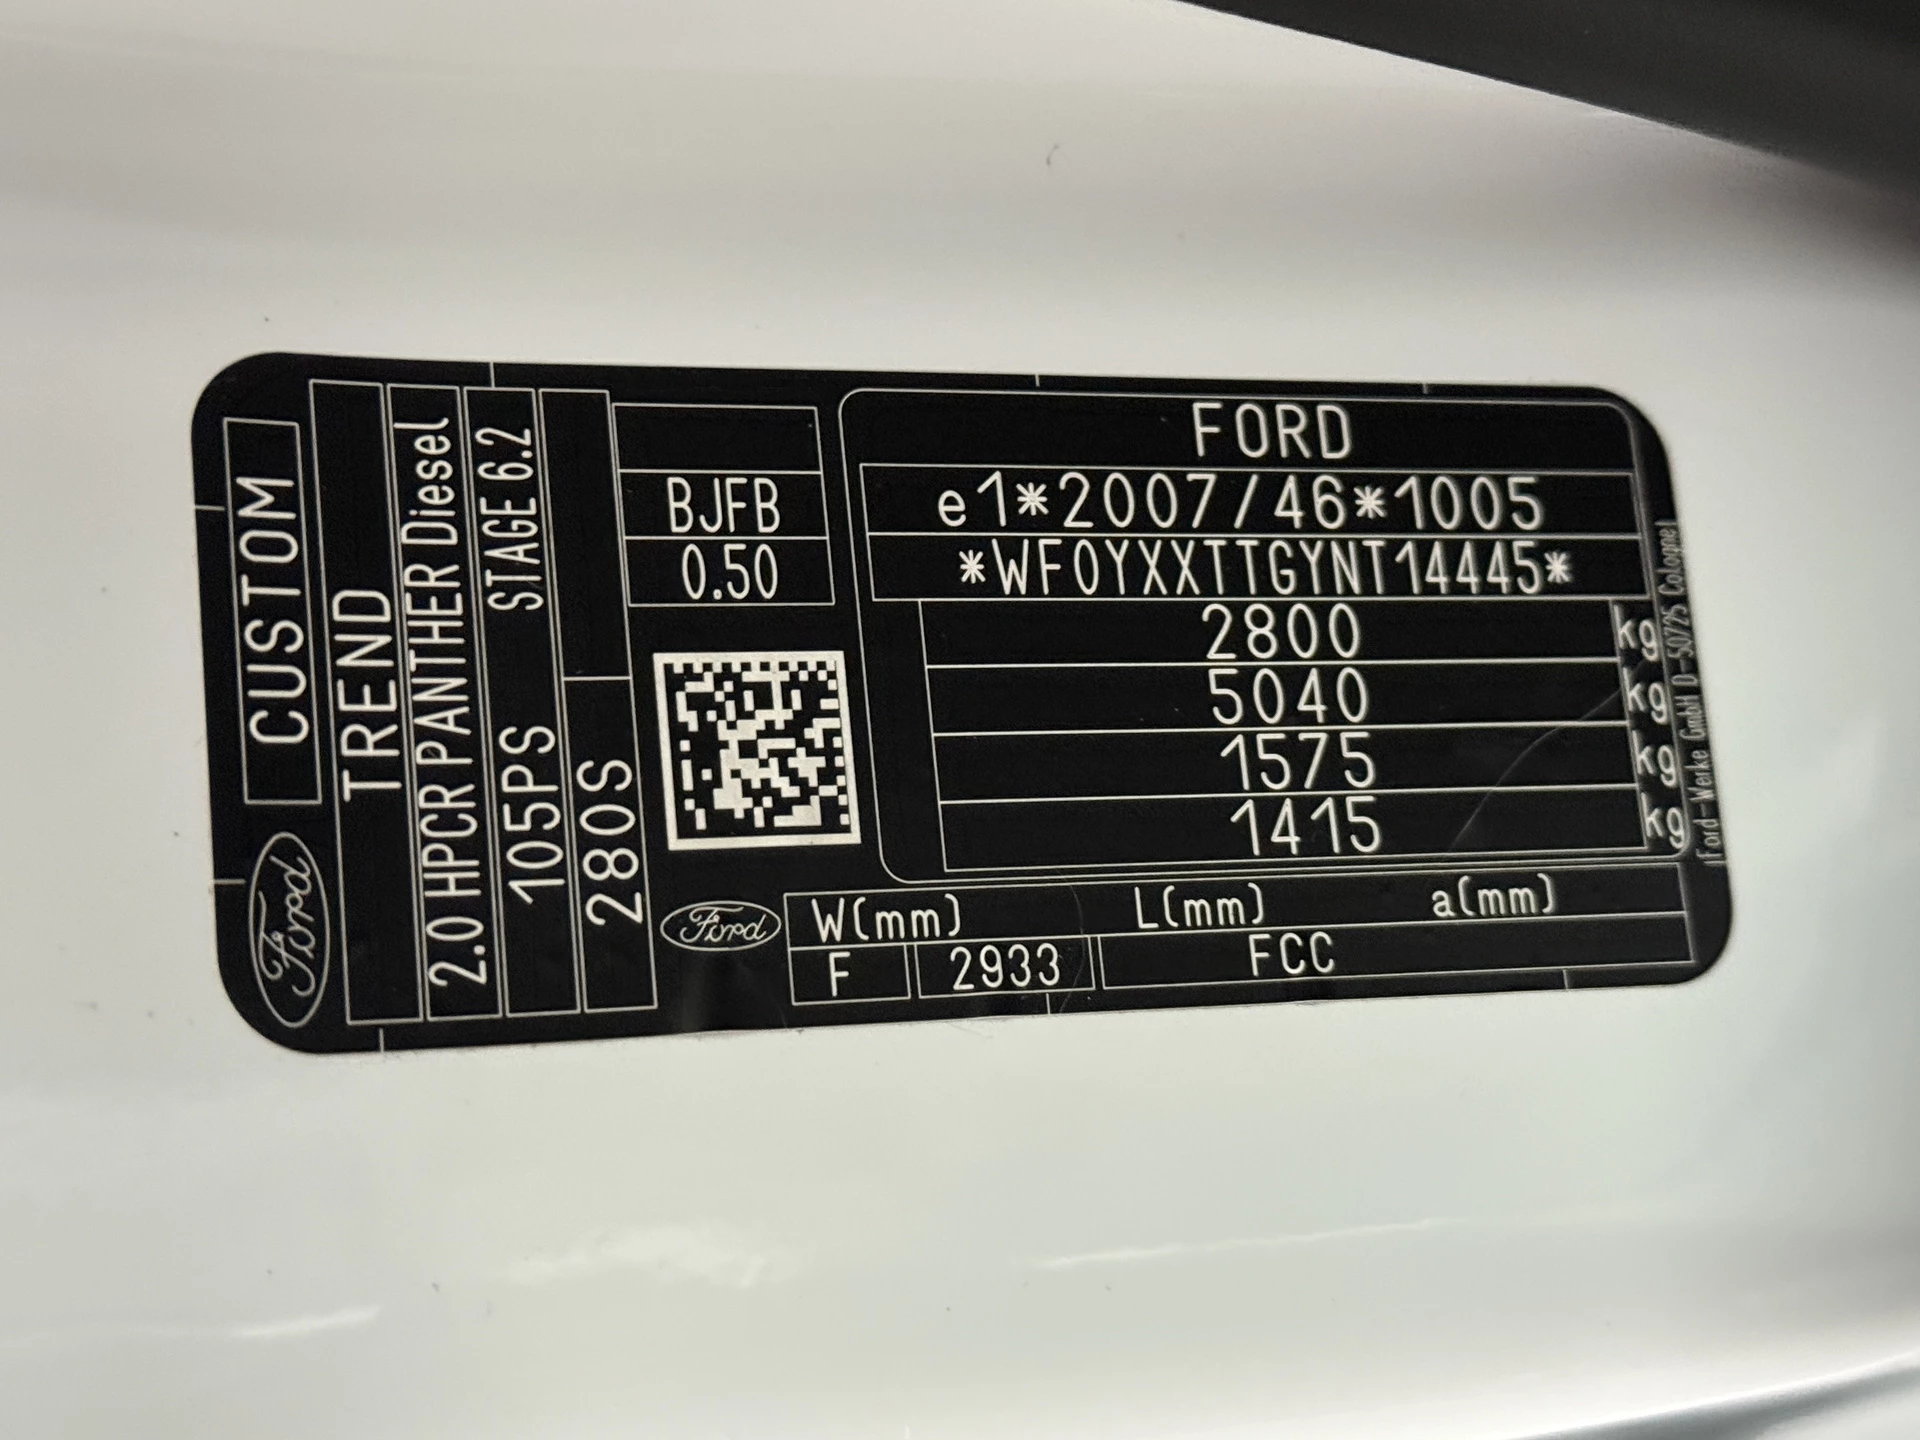 Ford
CUSTOM
TREND
2.0 HPCR PANTHER Diesel
105PS STAGE 6.2
280S
BJFB
0.50
FORD
e1*2007/46*1005
*WF0YXXTTGYNT14445*
2800 kg
5040 kg
1575 kg
1415 kg
Ford-Werke GmbH D-50725 Cologne
Ford
W(mm) L(mm) a(mm)
F 2933 FCC